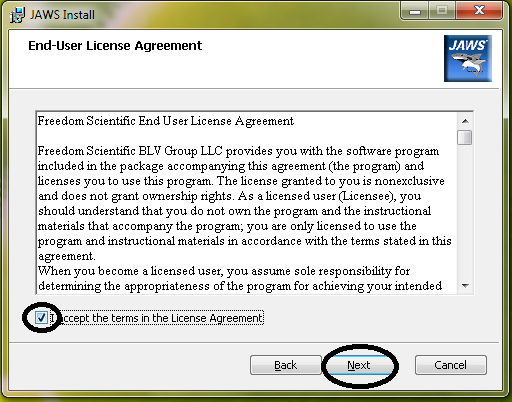 JAWS Install
End-User License Agreement
JAWS
Freedom Scientific End User License Agreement
Freedom Scientific BLV Group LLC provides you with the software program
included in the package accompanying this agreement (the program) and
licenses you to use this program. The license granted to you is nonexclusive
and does not grant ownership rights. As a licensed user (Licensee), you
should understand that you do not own the program and the instructional
materials that accompany the program; you are only licensed to use the
program and instructional materials in accordance with the terms stated in this
agreement.
When you become a licensed user, you assume sole responsibility for
determining the appropriateness of the program for achieving your intended
accept the terms in the License Agreement
Back Next Cancel